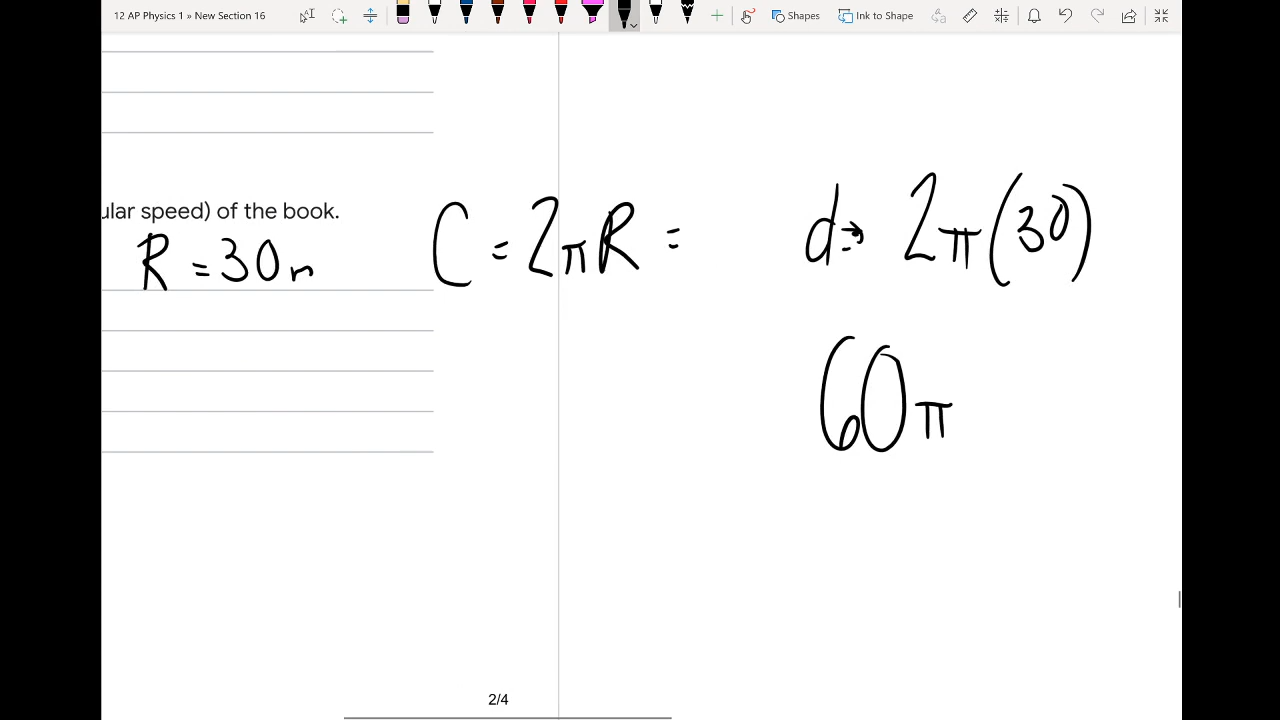 12 AP Physics 1 » New Section 16
Shapes
Ink to Shape
ular speed) of the book.
R = 30m
C = 2πR =
d => 2π(30)
60π
2/4